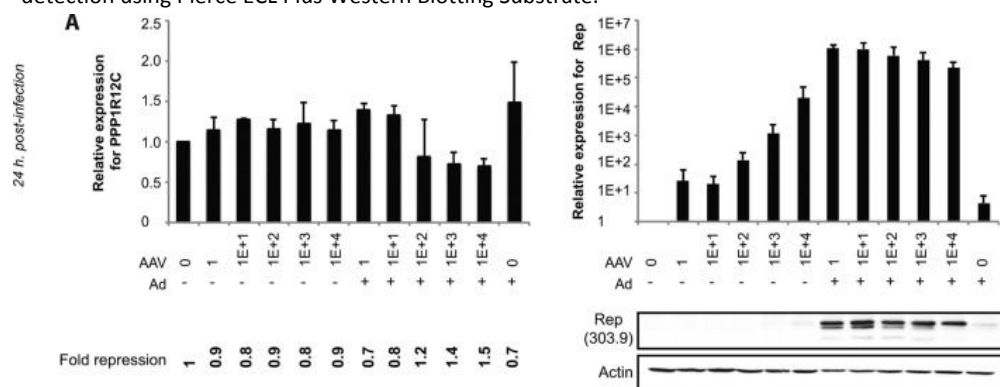 detection using Pierce ECL Plus Western Blotting Substrate.
A
24 h. post-infection
Relative expression
for PPP1R12C
2.5
2.0
1.5
1.0
0.5
0
AAV 0 1 1E+1 1E+2 1E+3 1E+4 1 1E+1 1E+2 1E+3 1E+4 0
Ad - - - - - - + + + + + +
Fold repression 1 0.9 0.8 0.9 0.8 0.9 0.7 0.8 1.2 1.4 1.5 0.7
Relative expression for Rep
1E+7
1E+6
1E+5
1E+4
1E+3
1E+2
1E+1
1
AAV 0 1 1E+1 1E+2 1E+3 1E+4 1 1E+1 1E+2 1E+3 1E+4 0
Ad - - - - - - + + + + + +
Rep
(303.9)
Actin